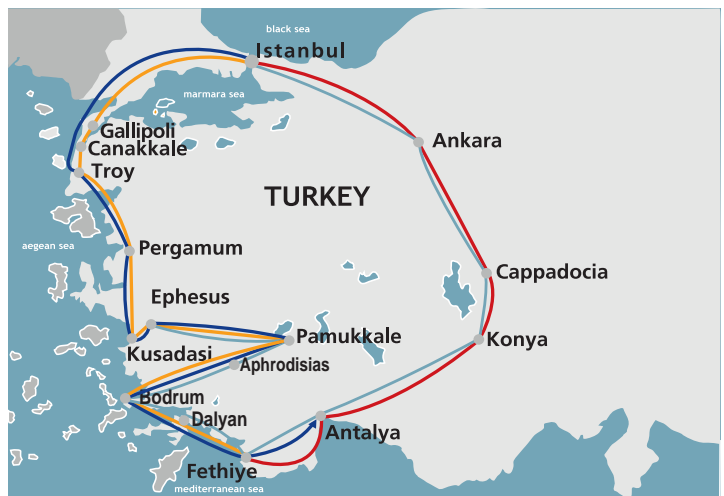 black sea
Istanbul
marmara sea
Gallipoli
Canakkale
Ankara
Troy
TURKEY
aegean sea
Pergamum
Cappadocia
Ephesus
Pamukkale
Konya
Kusadasi
Aphrodisias
Bodrum
Dalyan
Antalya
Fethiye
mediterranean sea